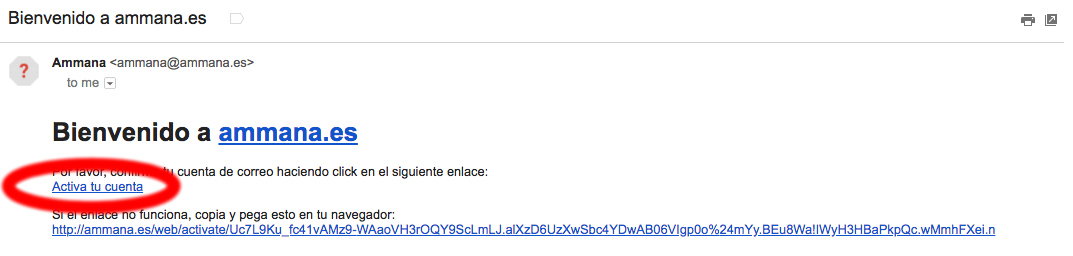 Bienvenido a ammana.es
Ammana <ammana@ammana.es>
to me
Bienvenido a ammana.es
Por favor, confirma tu cuenta de correo haciendo click en el siguiente enlace:
Activa tu cuenta
Si el enlace no funciona, copia y pega esto en tu navegador:
http://ammana.es/web/activate/Uc7L9Ku_fc41vAMz9-WAaoVH3rOQY9ScLmLJ.alXzD6UzXwSbc4YDwAB06VIgp0o%24mYy.BEu8Wa!IWyH3HBaPkpQc.wMmhFXei.n